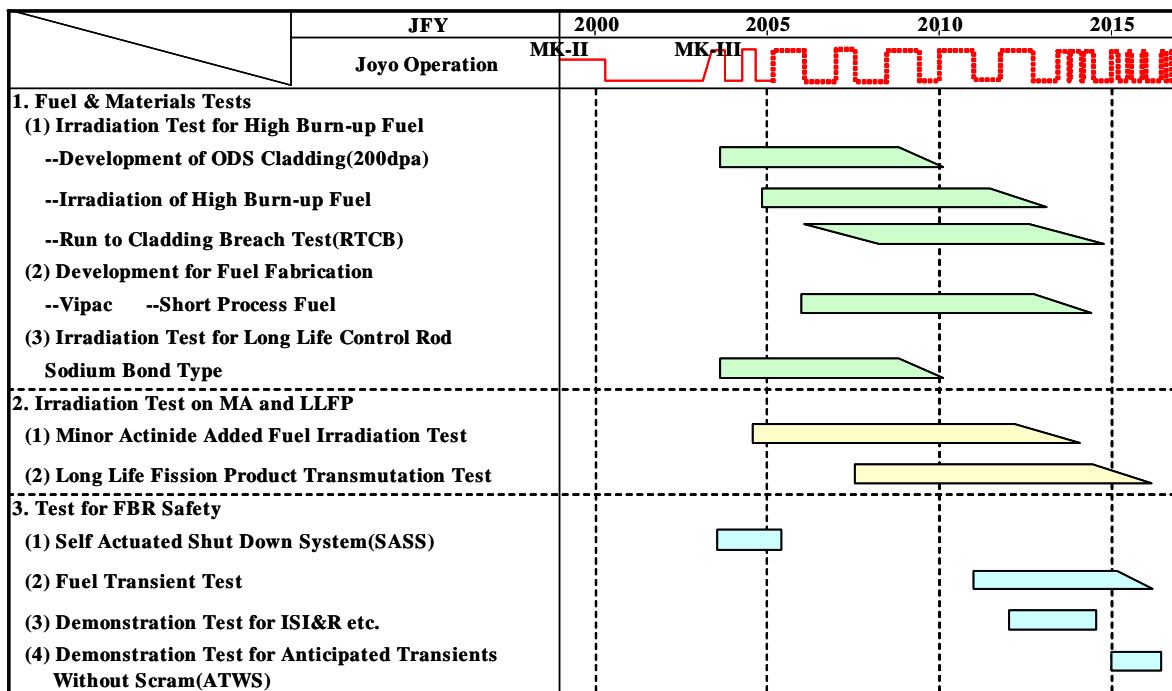 JFY 2000 2005 2010 2015
MK-II MK-III
Joyo Operation
1. Fuel & Materials Tests
(1) Irradiation Test for High Burn-up Fuel
--Development of ODS Cladding(200dpa)
--Irradiation of High Burn-up Fuel
--Run to Cladding Breach Test(RTCB)
(2) Development for Fuel Fabrication
--Vipac --Short Process Fuel
(3) Irradiation Test for Long Life Control Rod
Sodium Bond Type
2. Irradiation Test on MA and LLFP
(1) Minor Actinide Added Fuel Irradiation Test
(2) Long Life Fission Product Transmutation Test
3. Test for FBR Safety
(1) Self Actuated Shut Down System(SASS)
(2) Fuel Transient Test
(3) Demonstration Test for ISI&R etc.
(4) Demonstration Test for Anticipated Transients
Without Scram(ATWS)